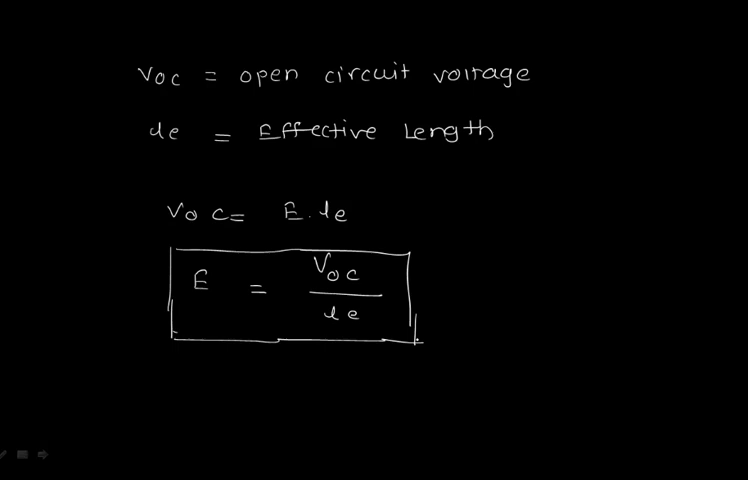 Voc = open circuit voltage
le = Effective Length
Voc = E.le
E = Voc / le